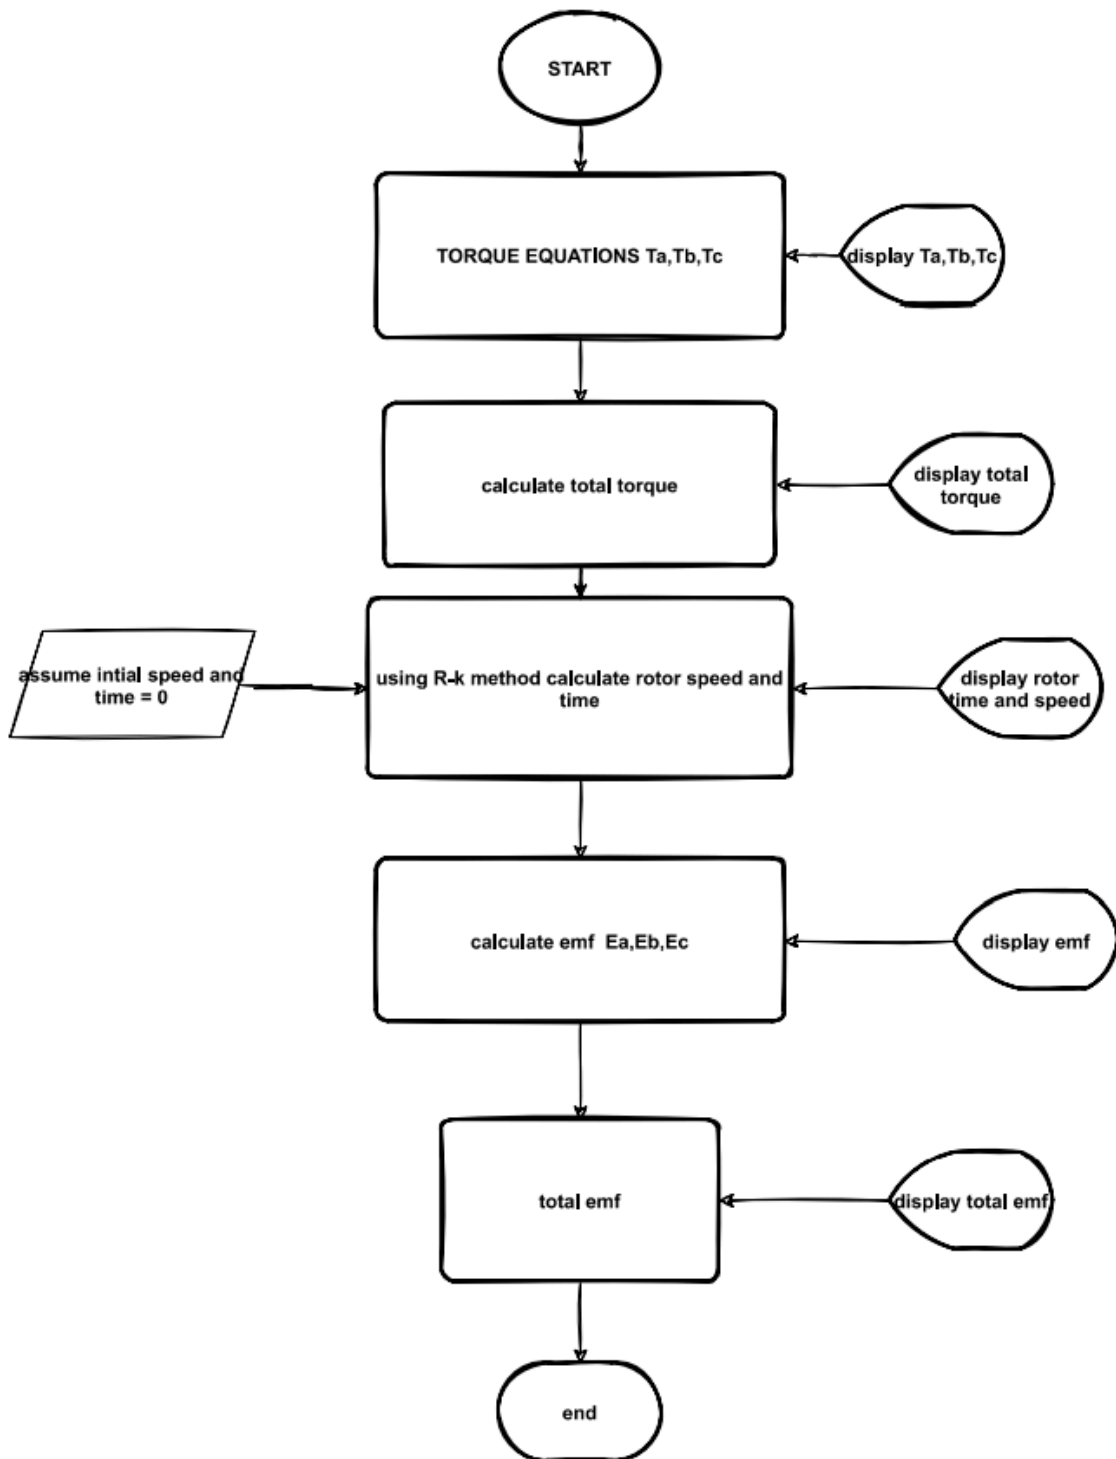 START
TORQUE EQUATIONS Ta,Tb,Tc
display Ta,Tb,Tc
calculate total torque
display total
torque
assume intial speed and
time = 0
using R-k method calculate rotor speed and
time
display rotor
time and speed
calculate emf Ea,Eb,Ec
display emf
total emf
display total emf
end